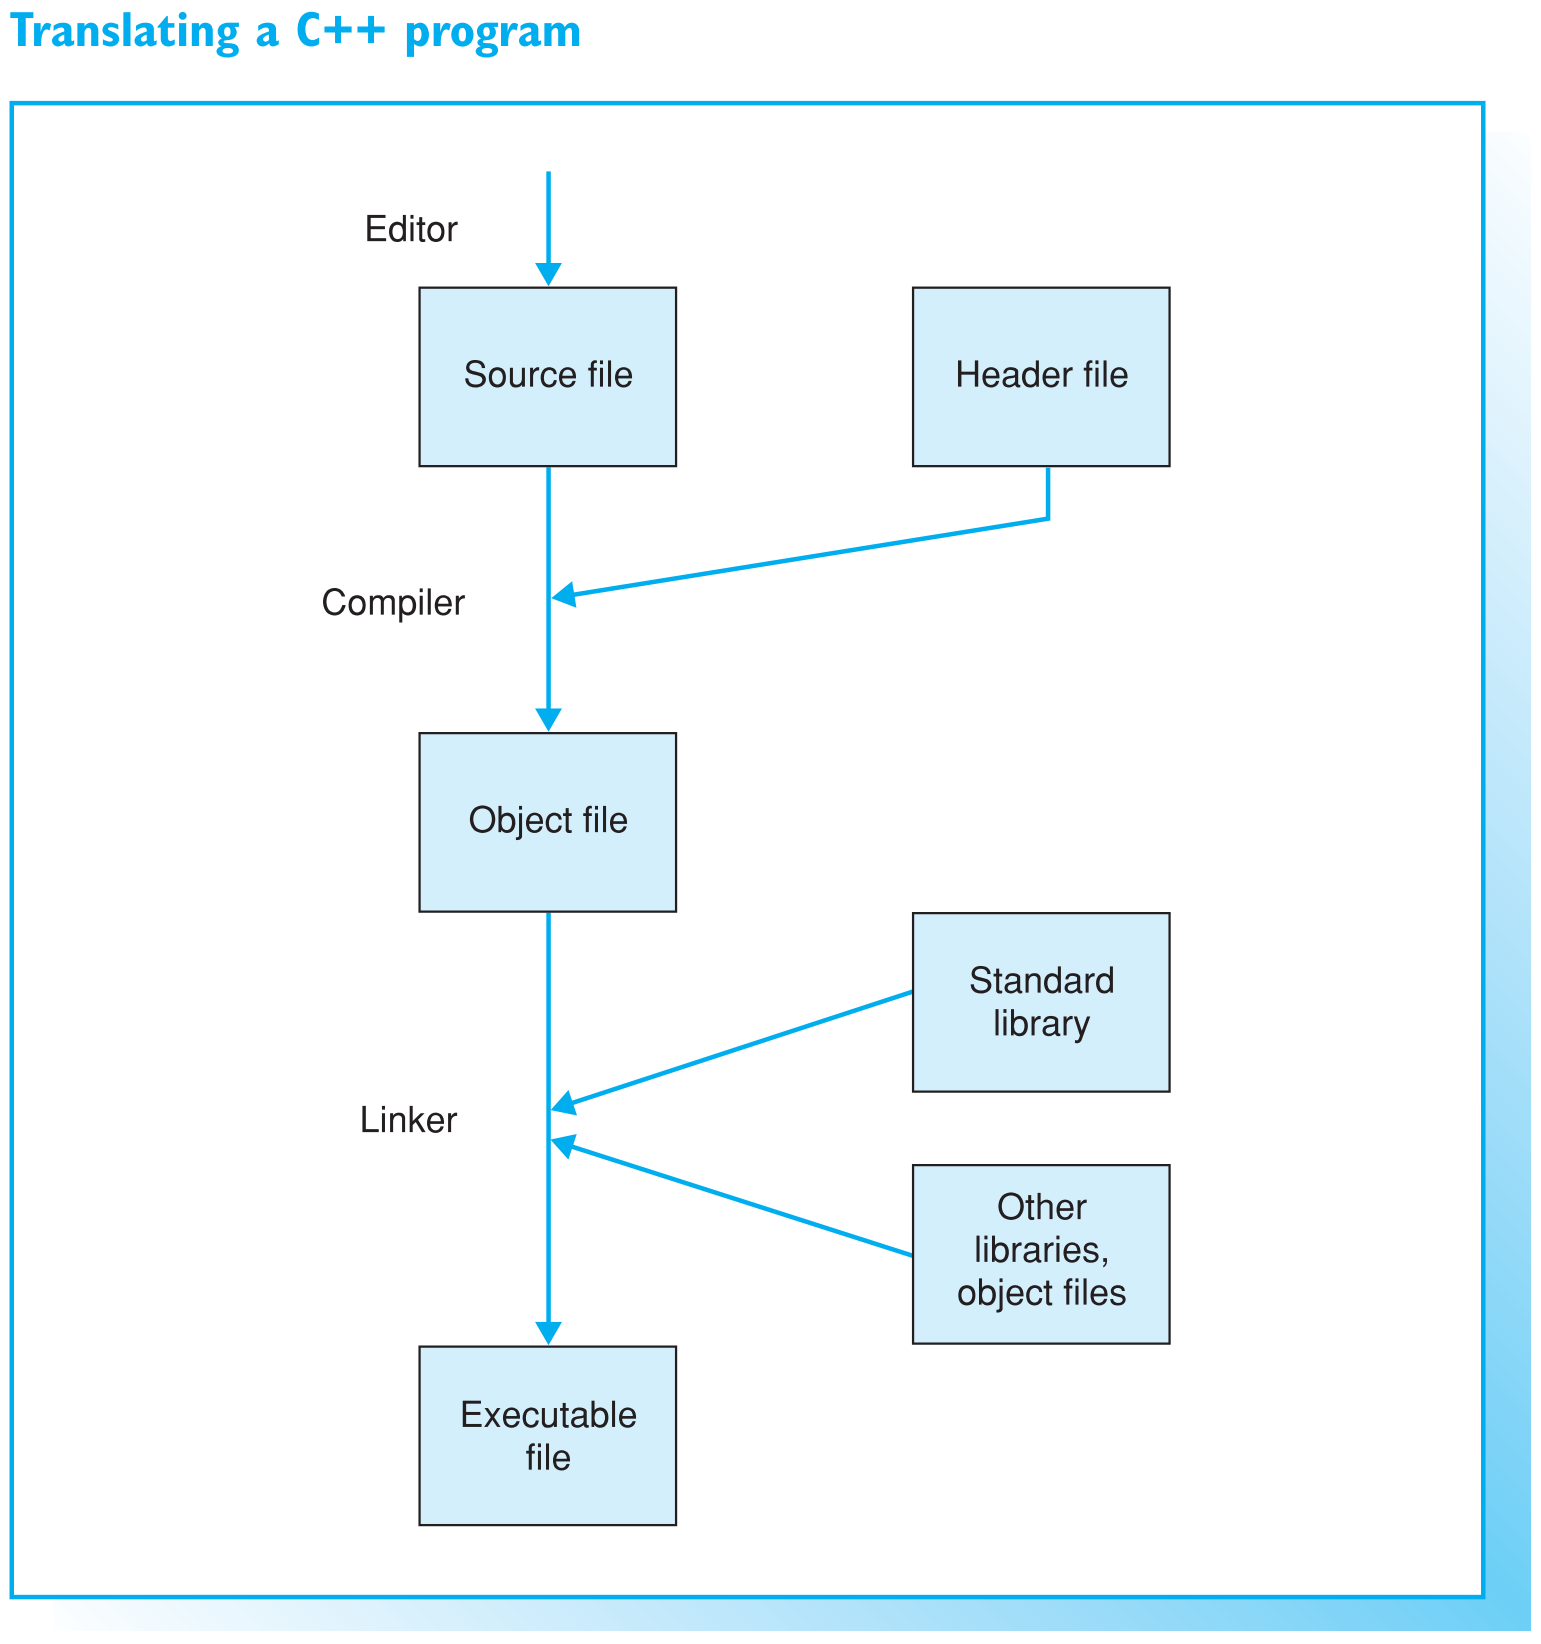 Translating a C++ program
Editor
Source file
Header file
Compiler
Object file
Standard
library
Linker
Other
libraries,
object files
Executable
file